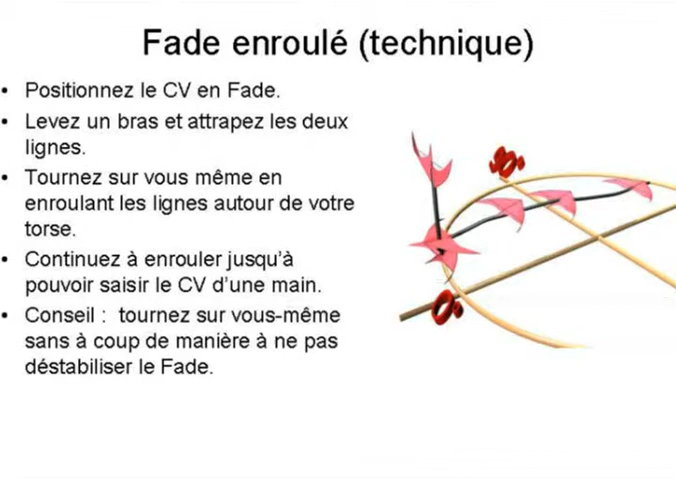 Fade enroulé (technique)
• Positionnez le CV en Fade.
• Levez un bras et attrapez les deux
lignes.
• Tournez sur vous même en
enroulant les lignes autour de votre
torse.
• Continuez à enrouler jusqu'à
pouvoir saisir le CV d'une main.
• Conseil : tournez sur vous-même
sans à coup de manière à ne pas
déstabiliser le Fade.